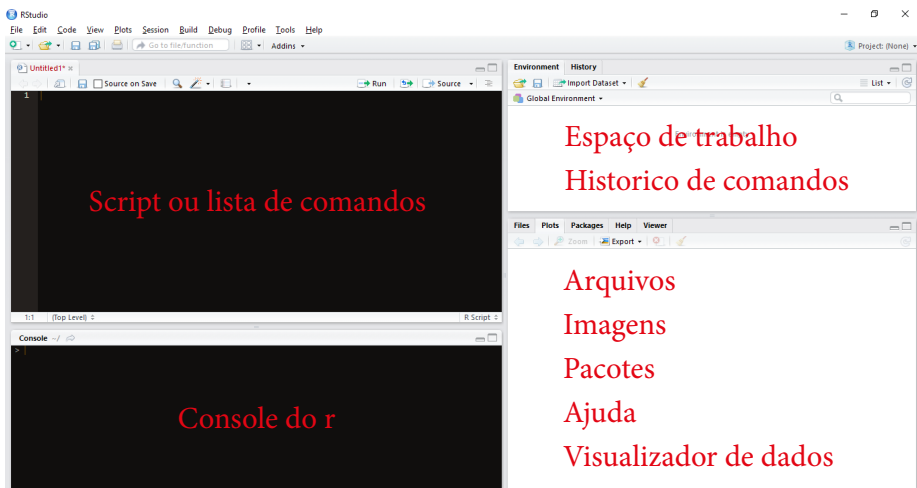 RStudio
File Edit Code View Plots Session Build Debug Profile Tools Help
Go to file/function Addins Project: (None)
Untitled1*
Source on Save Run Source
1
Script ou lista de comandos
1:1 (Top Level) R Script
Console ~/
>
Console do r
Environment History
Import Dataset List
Global Environment
Espaço de trabalho
Historico de comandos
Files Plots Packages Help Viewer
Zoom Export
Arquivos
Imagens
Pacotes
Ajuda
Visualizador de dados